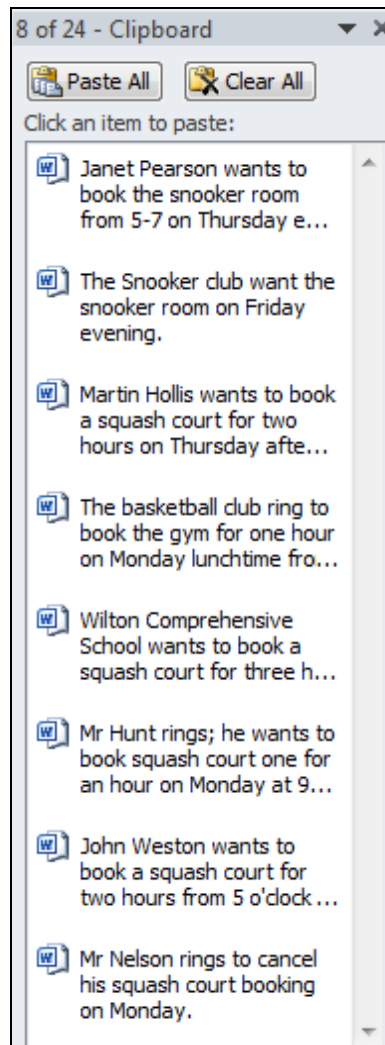 8 of 24 - Clipboard
Paste All
Clear All
Click an item to paste:
Janet Pearson wants to
book the snooker room
from 5-7 on Thursday e...
The Snooker club want the
snooker room on Friday
evening.
Martin Hollis wants to book
a squash court for two
hours on Thursday afte...
The basketball club ring to
book the gym for one hour
on Monday lunchtime fro...
Wilton Comprehensive
School wants to book a
squash court for three h...
Mr Hunt rings; he wants to
book squash court one for
an hour on Monday at 9...
John Weston wants to
book a squash court for
two hours from 5 o'clock ...
Mr Nelson rings to cancel
his squash court booking
on Monday.